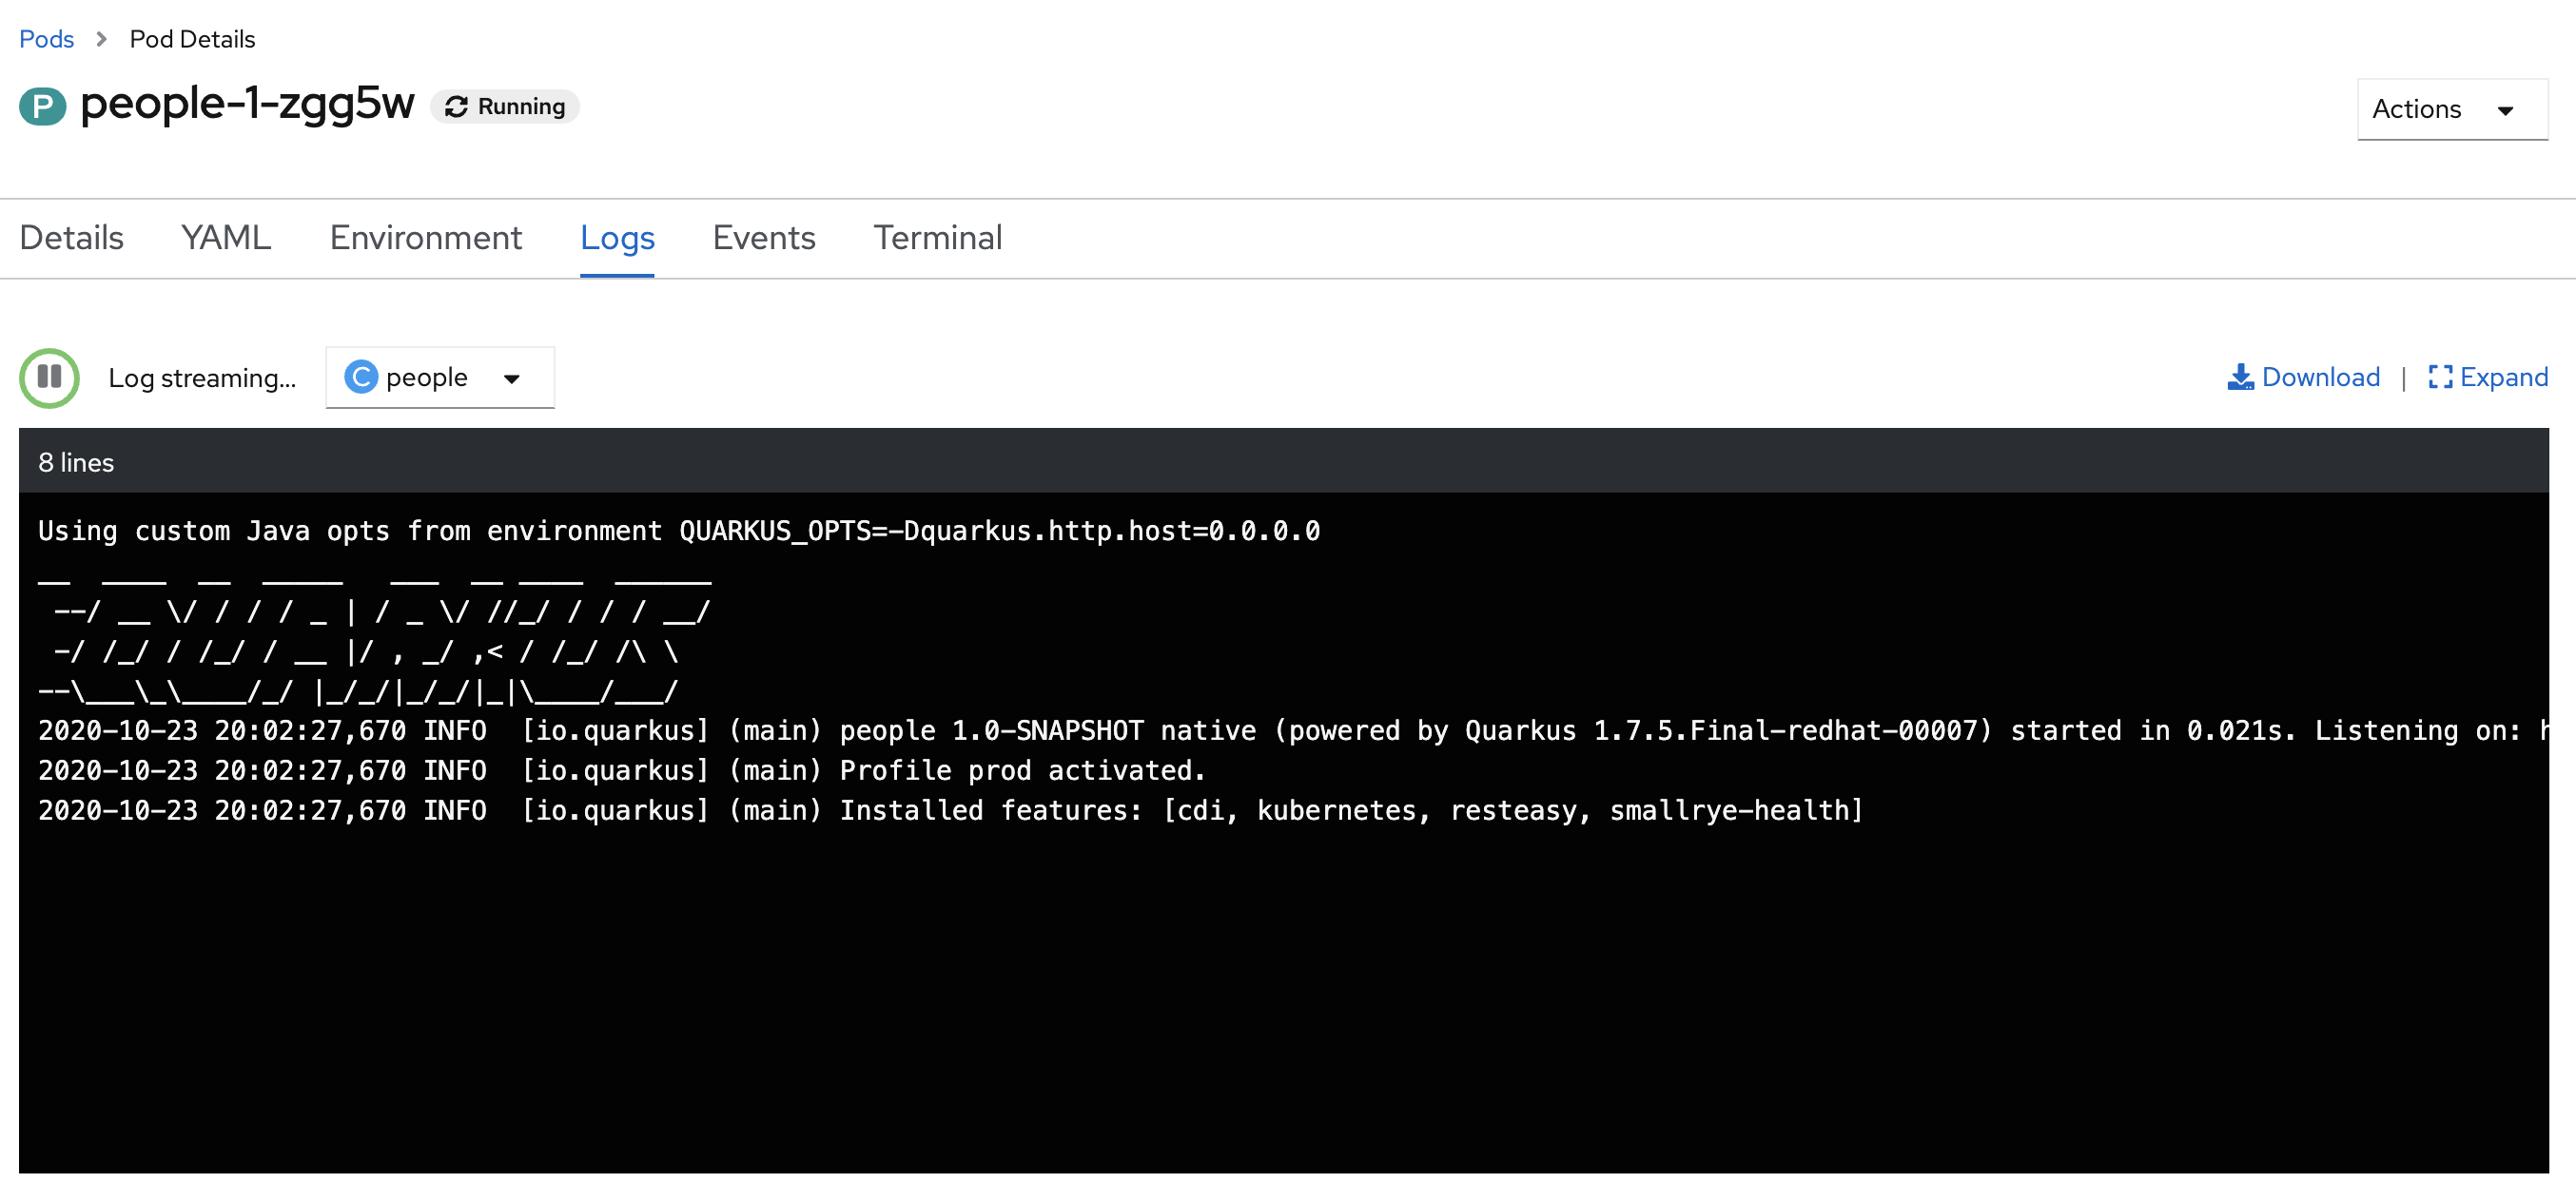 Pods > Pod Details
P people-1-zgg5w Running
Actions
Details YAML Environment Logs Events Terminal
Log streaming... C people Download | Expand
8 lines
Using custom Java opts from environment QUARKUS_OPTS=-Dquarkus.http.host=0.0.0.0
__  ____  __  _____   ___  __ ____  ______
 --/ __ \/ / / / _ | / _ \/ //_/ / / / __/
 -/ /_/ / /_/ / __ |/ , _/ ,< / /_/ /\ \
--\___\_\____/_/ |_/_/|_/_/|_|\____/___/
2020-10-23 20:02:27,670 INFO  [io.quarkus] (main) people 1.0-SNAPSHOT native (powered by Quarkus 1.7.5.Final-redhat-00007) started in 0.021s. Listening on:
2020-10-23 20:02:27,670 INFO  [io.quarkus] (main) Profile prod activated.
2020-10-23 20:02:27,670 INFO  [io.quarkus] (main) Installed features: [cdi, kubernetes, resteasy, smallrye-health]